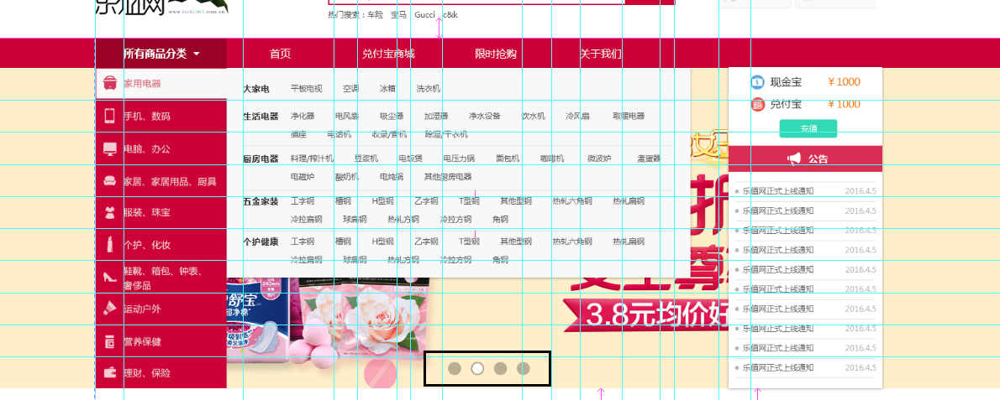 乐值网
www.lezhi365.com.cn
热门搜索：车险 宝马 Gucci c&k
所有商品分类 首页 兑付宝商城 限时抢购 关于我们
家用电器
手机、数码
电脑、办公
家居、家居用品、厨具
服装、珠宝
个护、化妆
鞋靴、箱包、钟表、
奢侈品
运动户外
营养保健
理财、保险
大家电 平板电视 空调 冰箱 洗衣机
生活电器 净化器 电风扇 吸尘器 加湿器 净水设备 饮水机 冷风扇 取暖电器
插座 电话机 收录/音机 除湿/干衣机
厨房电器 料理/榨汁机 豆浆机 电饭煲 电压力锅 面包机 咖啡机 微波炉 煮蛋器
电磁炉 酸奶机 电炖锅 其他厨房电器
五金家装 工字钢 槽钢 H型钢 乙字钢 T型钢 其他型钢 热轧六角钢 热轧扁钢
冷拉扁钢 球扁钢 热轧方钢 冷拉方钢 角钢
个护健康 工字钢 槽钢 H型钢 乙字钢 T型钢 其他型钢 热轧六角钢 热轧扁钢
冷拉扁钢 球扁钢 热轧方钢 冷拉方钢 角钢
240mm
舒宝
超净棉
折
女王尊
3.8元均价好
现金宝 ￥1000
兑付宝 ￥1000
充值
公告
乐值网正式上线通知 2016.4.5
乐值网正式上线通知 2016.4.5
乐值网正式上线通知 2016.4.5
乐值网正式上线通知 2016.4.5
乐值网正式上线通知 2016.4.5
乐值网正式上线通知 2016.4.5
乐值网正式上线通知 2016.4.5
乐值网正式上线通知 2016.4.5
乐值网正式上线通知 2016.4.5
乐值网正式上线通知 2016.4.5